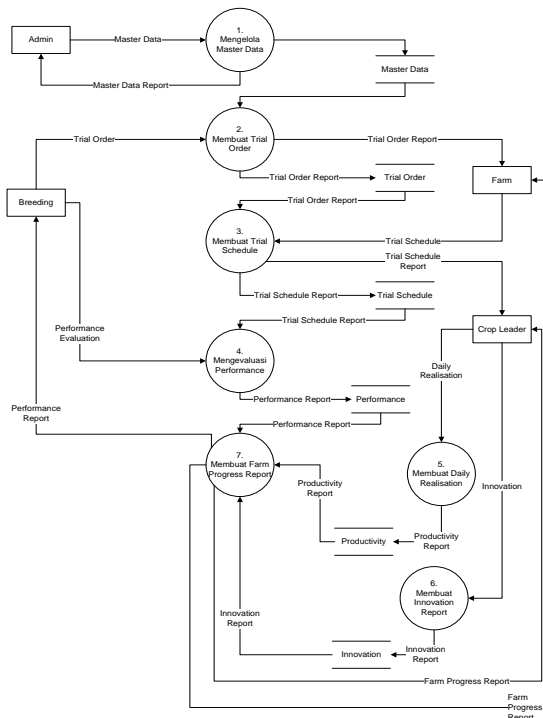 1.
Mengelola
Master Data
Admin
Master Data
Master Data
Master Data Report
2.
Membuat Trial
Order
Trial Order
Trial Order Report
Trial Order Report
Trial Order
Farm
Breeding
Trial Order Report
3.
Membuat Trial
Schedule
Trial Schedule
Trial Schedule
Report
Trial Schedule Report
Trial Schedule
Trial Schedule Report
Crop Leader
Performance
Evaluation
4.
Mengevaluasi
Performance
Daily
Realisation
Performance Report
Performance
Performance
Report
Performance Report
7.
Membuat Farm
Progress Report
5.
Membuat Daily
Realisation
Productivity
Report
Innovation
Productivity
Productivity
Report
6.
Membuat
Innovation
Report
Innovation
Report
Innovation
Innovation
Report
Farm Progress Report
Farm
Progress
Report